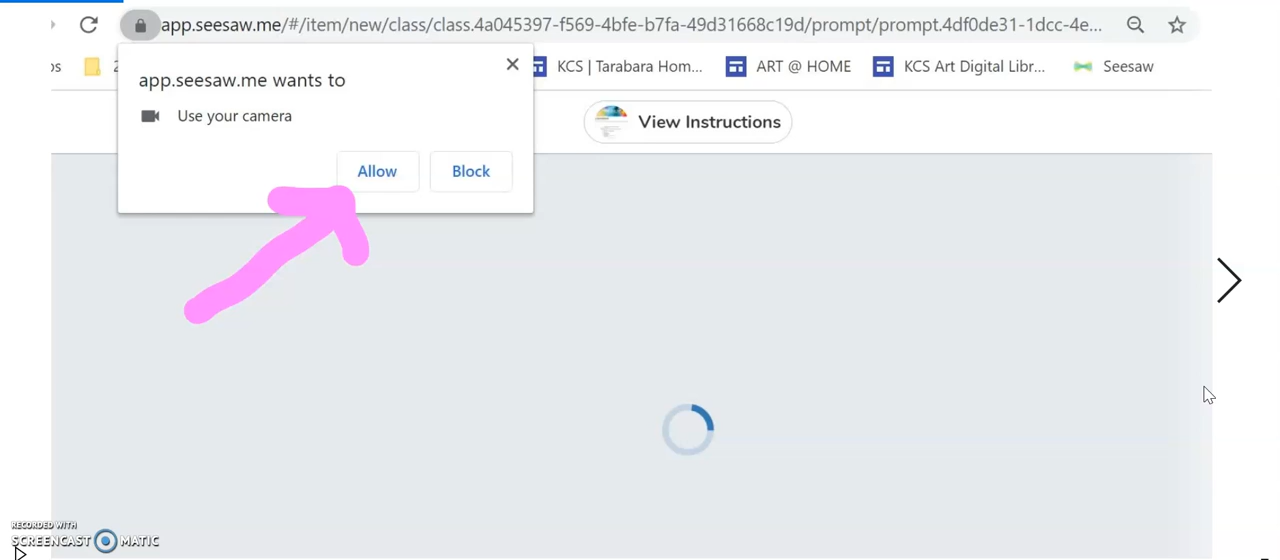 app.seesaw.me/#/item/new/class/class.4a045397-f569-4bfe-b7fa-49d31668c19d/prompt/prompt.4df0de31-1dcc-4e...
os 2 KCS | Tarabara Hom... ART @ HOME KCS Art Digital Libr... Seesaw
app.seesaw.me wants to
Use your camera
View Instructions
Allow Block
RECORDED WITH
SCREENCAST MATIC